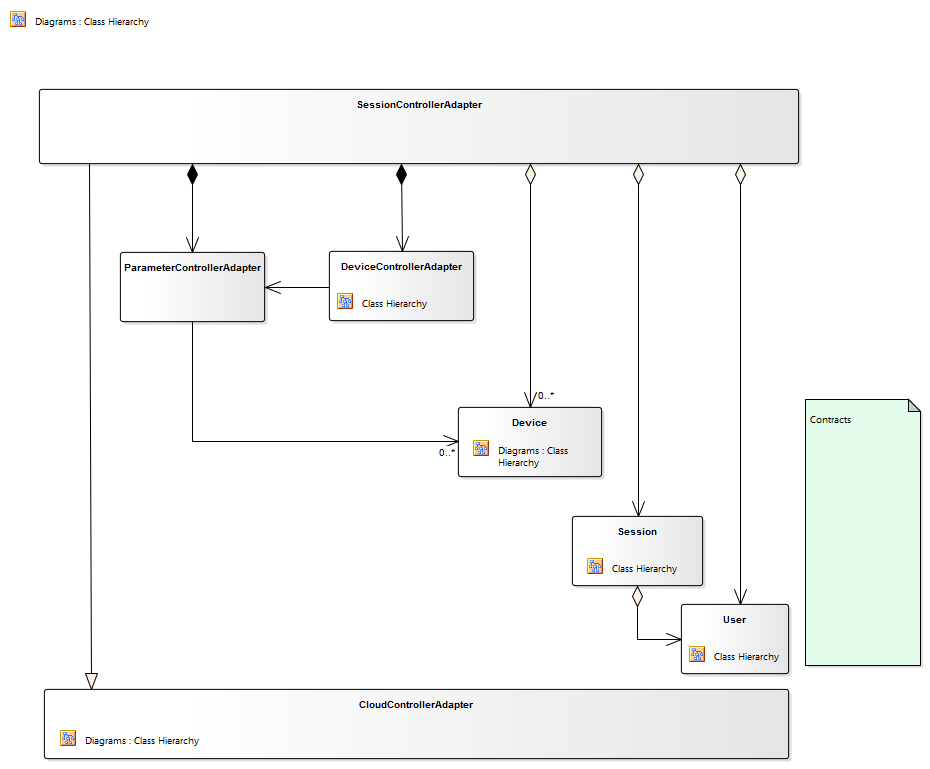 Diagrams : Class Hierarchy
SessionControllerAdapter
ParameterControllerAdapter
DeviceControllerAdapter
Class Hierarchy
0..*
Device
Diagrams : Class
Hierarchy
0..*
Contracts
Session
Class Hierarchy
User
Class Hierarchy
CloudControllerAdapter
Diagrams : Class Hierarchy